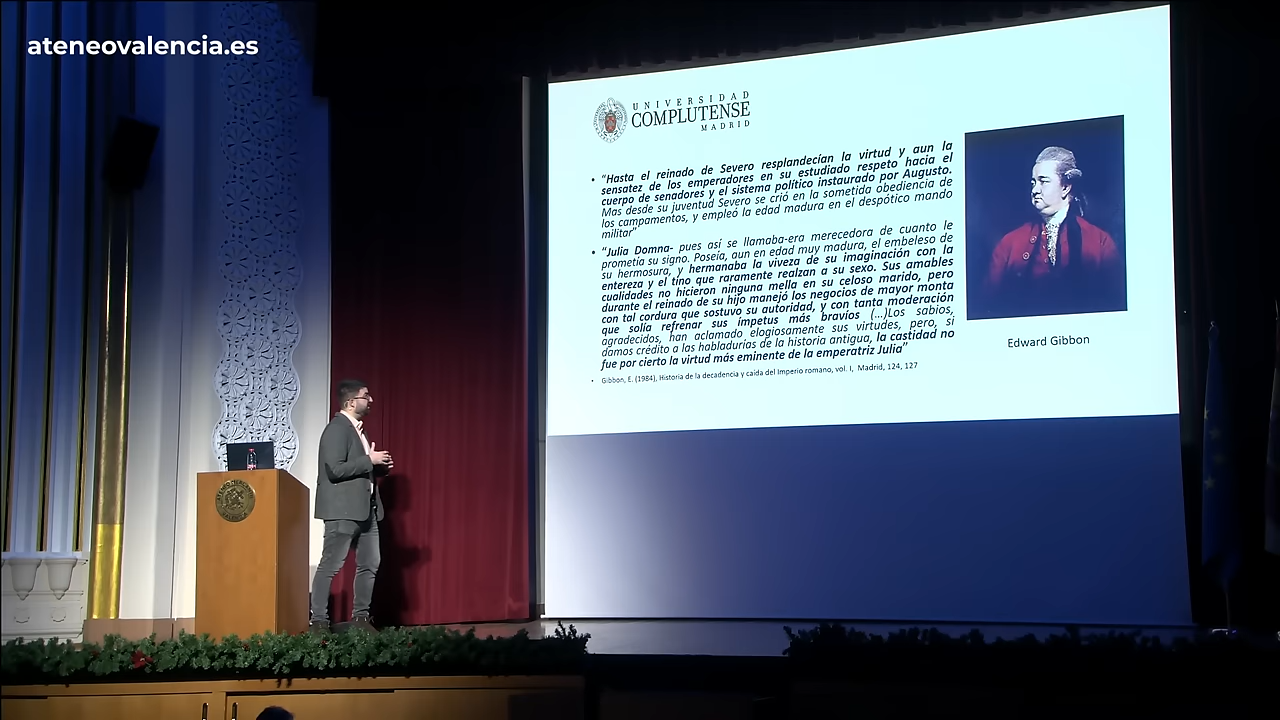 ateneovalencia.es
UNIVERSIDAD
COMPLUTENSE
MADRID
• "Hasta el reinado de Severo resplandecían la virtud y aun la
sensatez de los emperadores en su estudiado respeto hacia el
cuerpo de senadores y el sistema político instaurado por Augusto.
Mas desde su juventud Severo se crió en la sometida obediencia de
los campamentos, y empleó la edad madura en el despótico mando
militar"
• "Julia Domna- pues así se llamaba-era merecedora de cuanto le
prometía su signo. Poseía, aun en edad muy madura, el embeleso de
su hermosura, y hermanaba la viveza de su imaginación con la
entereza y el tino que raramente realzan a su sexo. Sus amables
cualidades no hicieron ninguna mella en su celoso marido, pero
durante el reinado de su hijo manejó los negocios de mayor monta
con tal cordura que sostuvo su autoridad, y con tanta moderación
que solía refrenar sus ímpetus más bravíos (...)Los sabios,
agradecidos, han aclamado elogiosamente sus virtudes, pero, si
damos crédito a las habladurías de la historia antigua, la castidad no
fue por cierto la virtud más eminente de la emperatriz Julia"
• Gibbon, E. (1984), Historia de la decadencia y caída del Imperio romano, vol. I, Madrid, 124, 127
Edward Gibbon